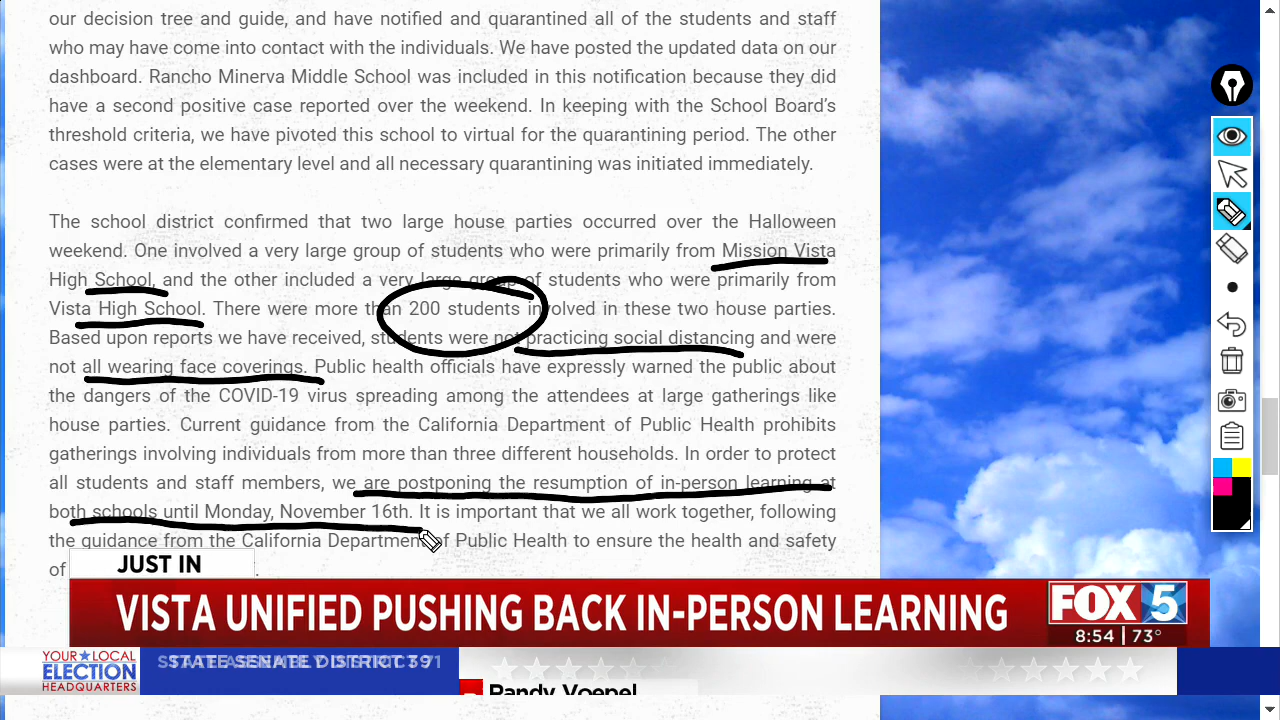 our decision tree and guide, and have notified and quarantined all of the students and staff
who may have come into contact with the individuals. We have posted the updated data on our
dashboard. Rancho Minerva Middle School was included in this notification because they did
have a second positive case reported over the weekend. In keeping with the School Board's
threshold criteria, we have pivoted this school to virtual for the quarantining period. The other
cases were at the elementary level and all necessary quarantining was initiated immediately.
The school district confirmed that two large house parties occurred over the Halloween
weekend. One involved a very large group of students who were primarily from Mission Vista
High School, and the other included a very large group of students who were primarily from
Vista High School. There were more than 200 students involved in these two house parties.
Based upon reports we have received, students were not practicing social distancing and were
not all wearing face coverings. Public health officials have expressly warned the public about
the dangers of the COVID-19 virus spreading among the attendees at large gatherings like
house parties. Current guidance from the California Department of Public Health prohibits
gatherings involving individuals from more than three different households. In order to protect
all students and staff members, we are postponing the resumption of in-person learning at
both schools until Monday, November 16th. It is important that we all work together, following
the guidance from the California Department of Public Health to ensure the health and safety
of .
JUST IN
VISTA UNIFIED PUSHING BACK IN-PERSON LEARNING
FOX 5
8:54 | 73°
YOUR LOCAL
ELECTION
HEADQUARTERS
Randy Voepel